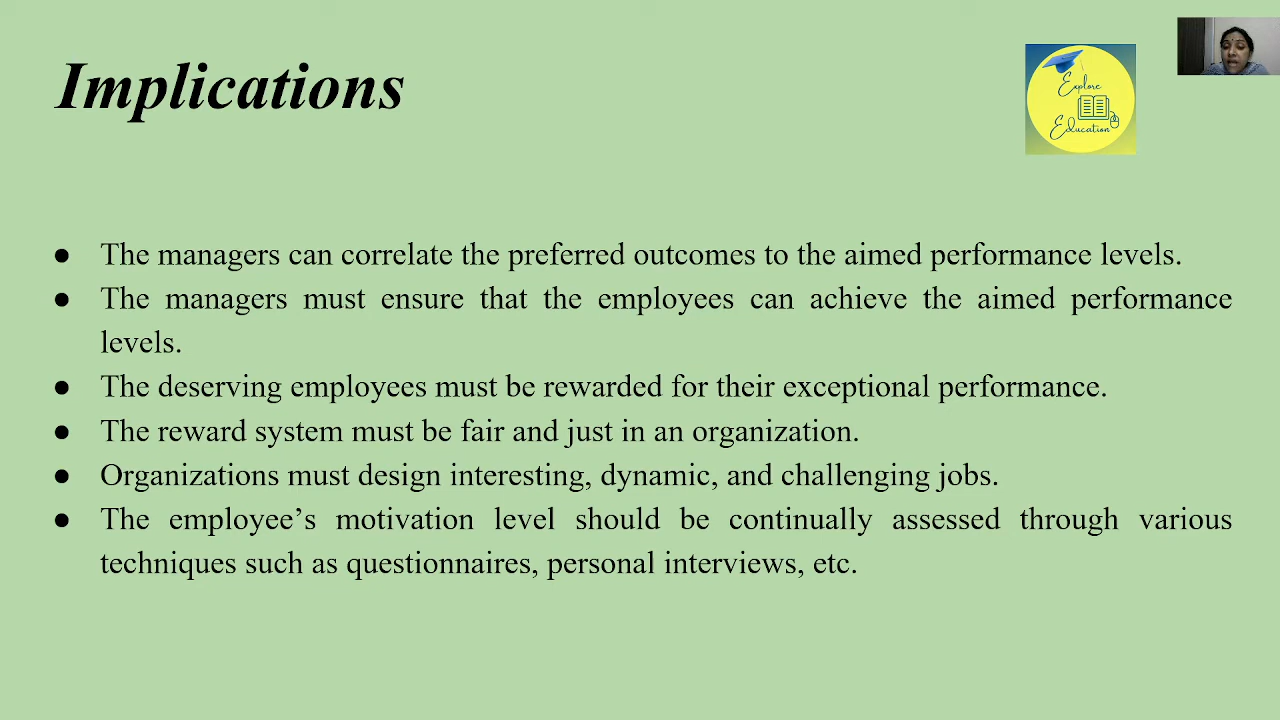 Implications
Explore
Education
● The managers can correlate the preferred outcomes to the aimed performance levels.
● The managers must ensure that the employees can achieve the aimed performance
levels.
● The deserving employees must be rewarded for their exceptional performance.
● The reward system must be fair and just in an organization.
● Organizations must design interesting, dynamic, and challenging jobs.
● The employee’s motivation level should be continually assessed through various
techniques such as questionnaires, personal interviews, etc.